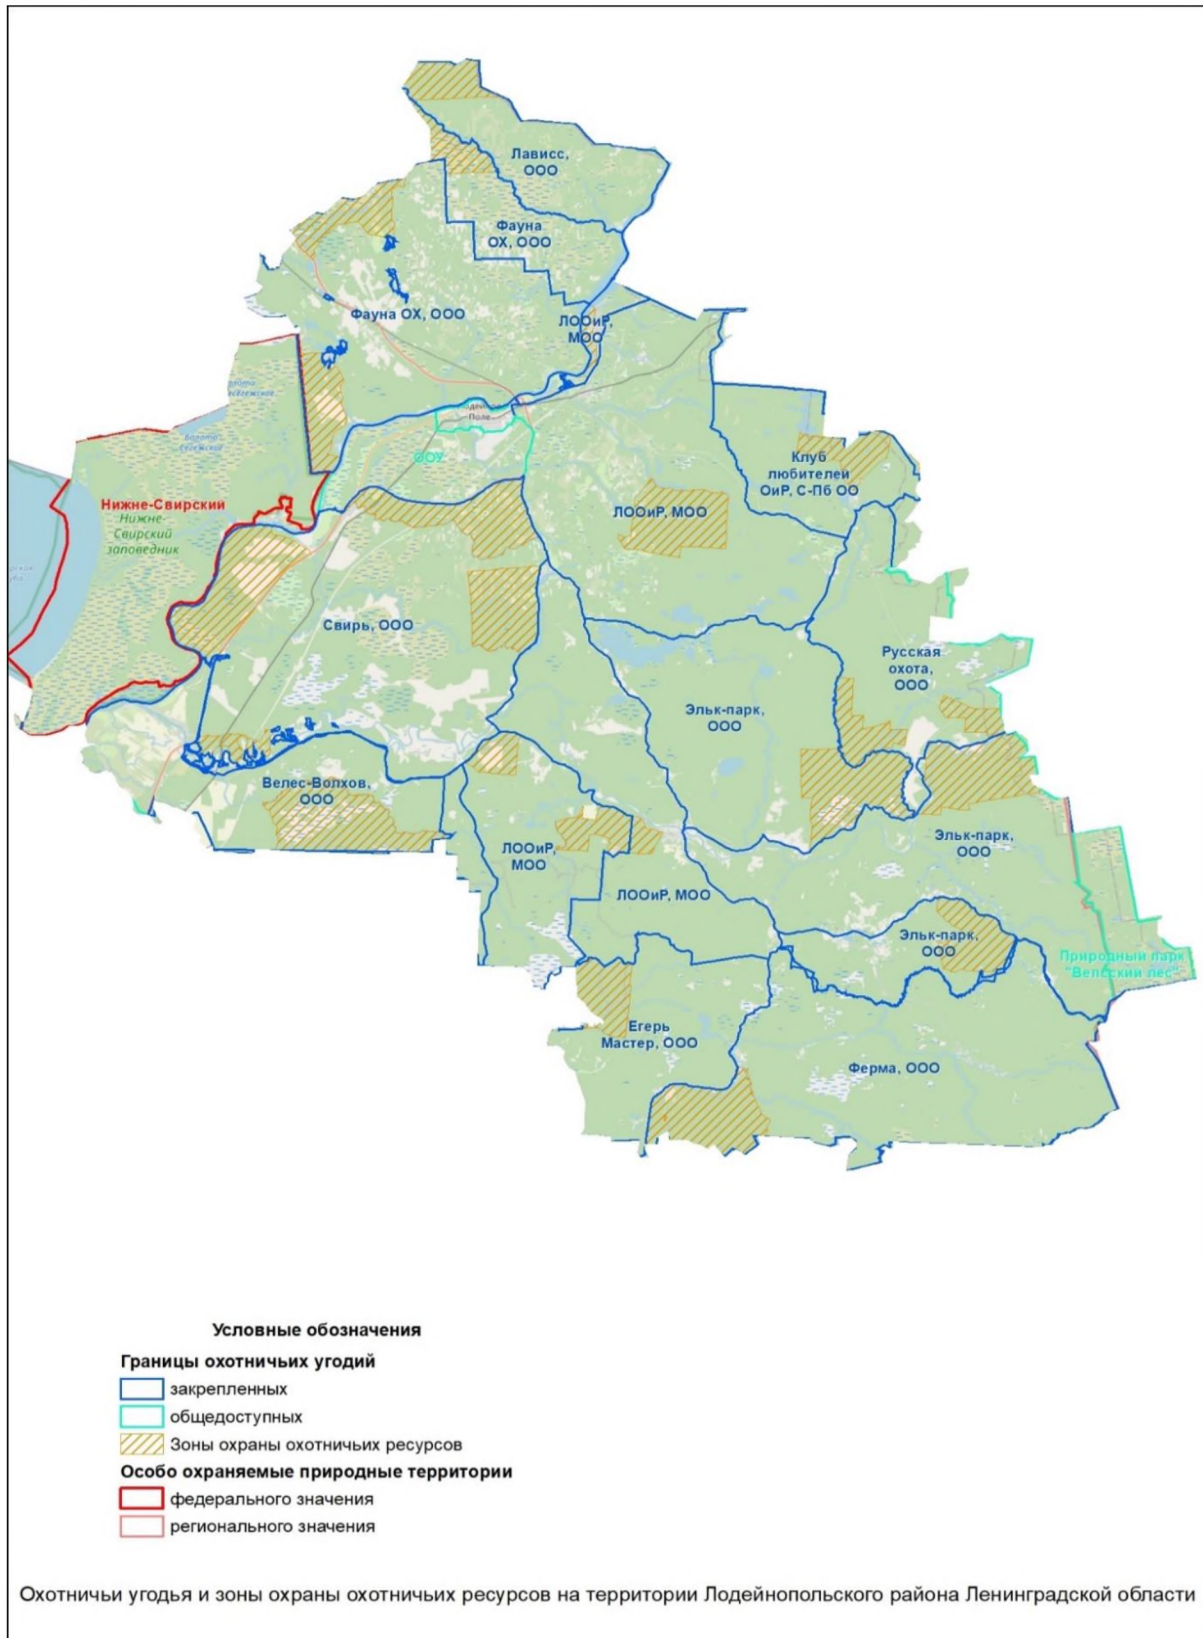 Лависс,
ООО
Фауна
ОХ, ООО
Фауна ОХ, ООО
ЛООиР,
МОО
Поле
ООУ
Клуб
любителей
ОиР, С-Пб ОО
ЛООиР, МОО
Нижне-Свирский
Нижне-
Свирский
заповедник
Свирь, ООО
Русская
охота,
ООО
Эльк-парк,
ООО
Велес-Волхов,
ООО
ЛООиР,
МОО
ЛООиР, МОО
Эльк-парк,
ООО
Эльк-парк,
ООО
Природный парк
"Вепсский лес"
Егерь
Мастер, ООО
Ферма, ООО
Условные обозначения
Границы охотничьих угодий
закрепленных
общедоступных
Зоны охраны охотничьих ресурсов
Особо охраняемые природные территории
федерального значения
регионального значения
Охотничьи угодья и зоны охраны охотничьих ресурсов на территории Лодейнопольского района Ленинградской области